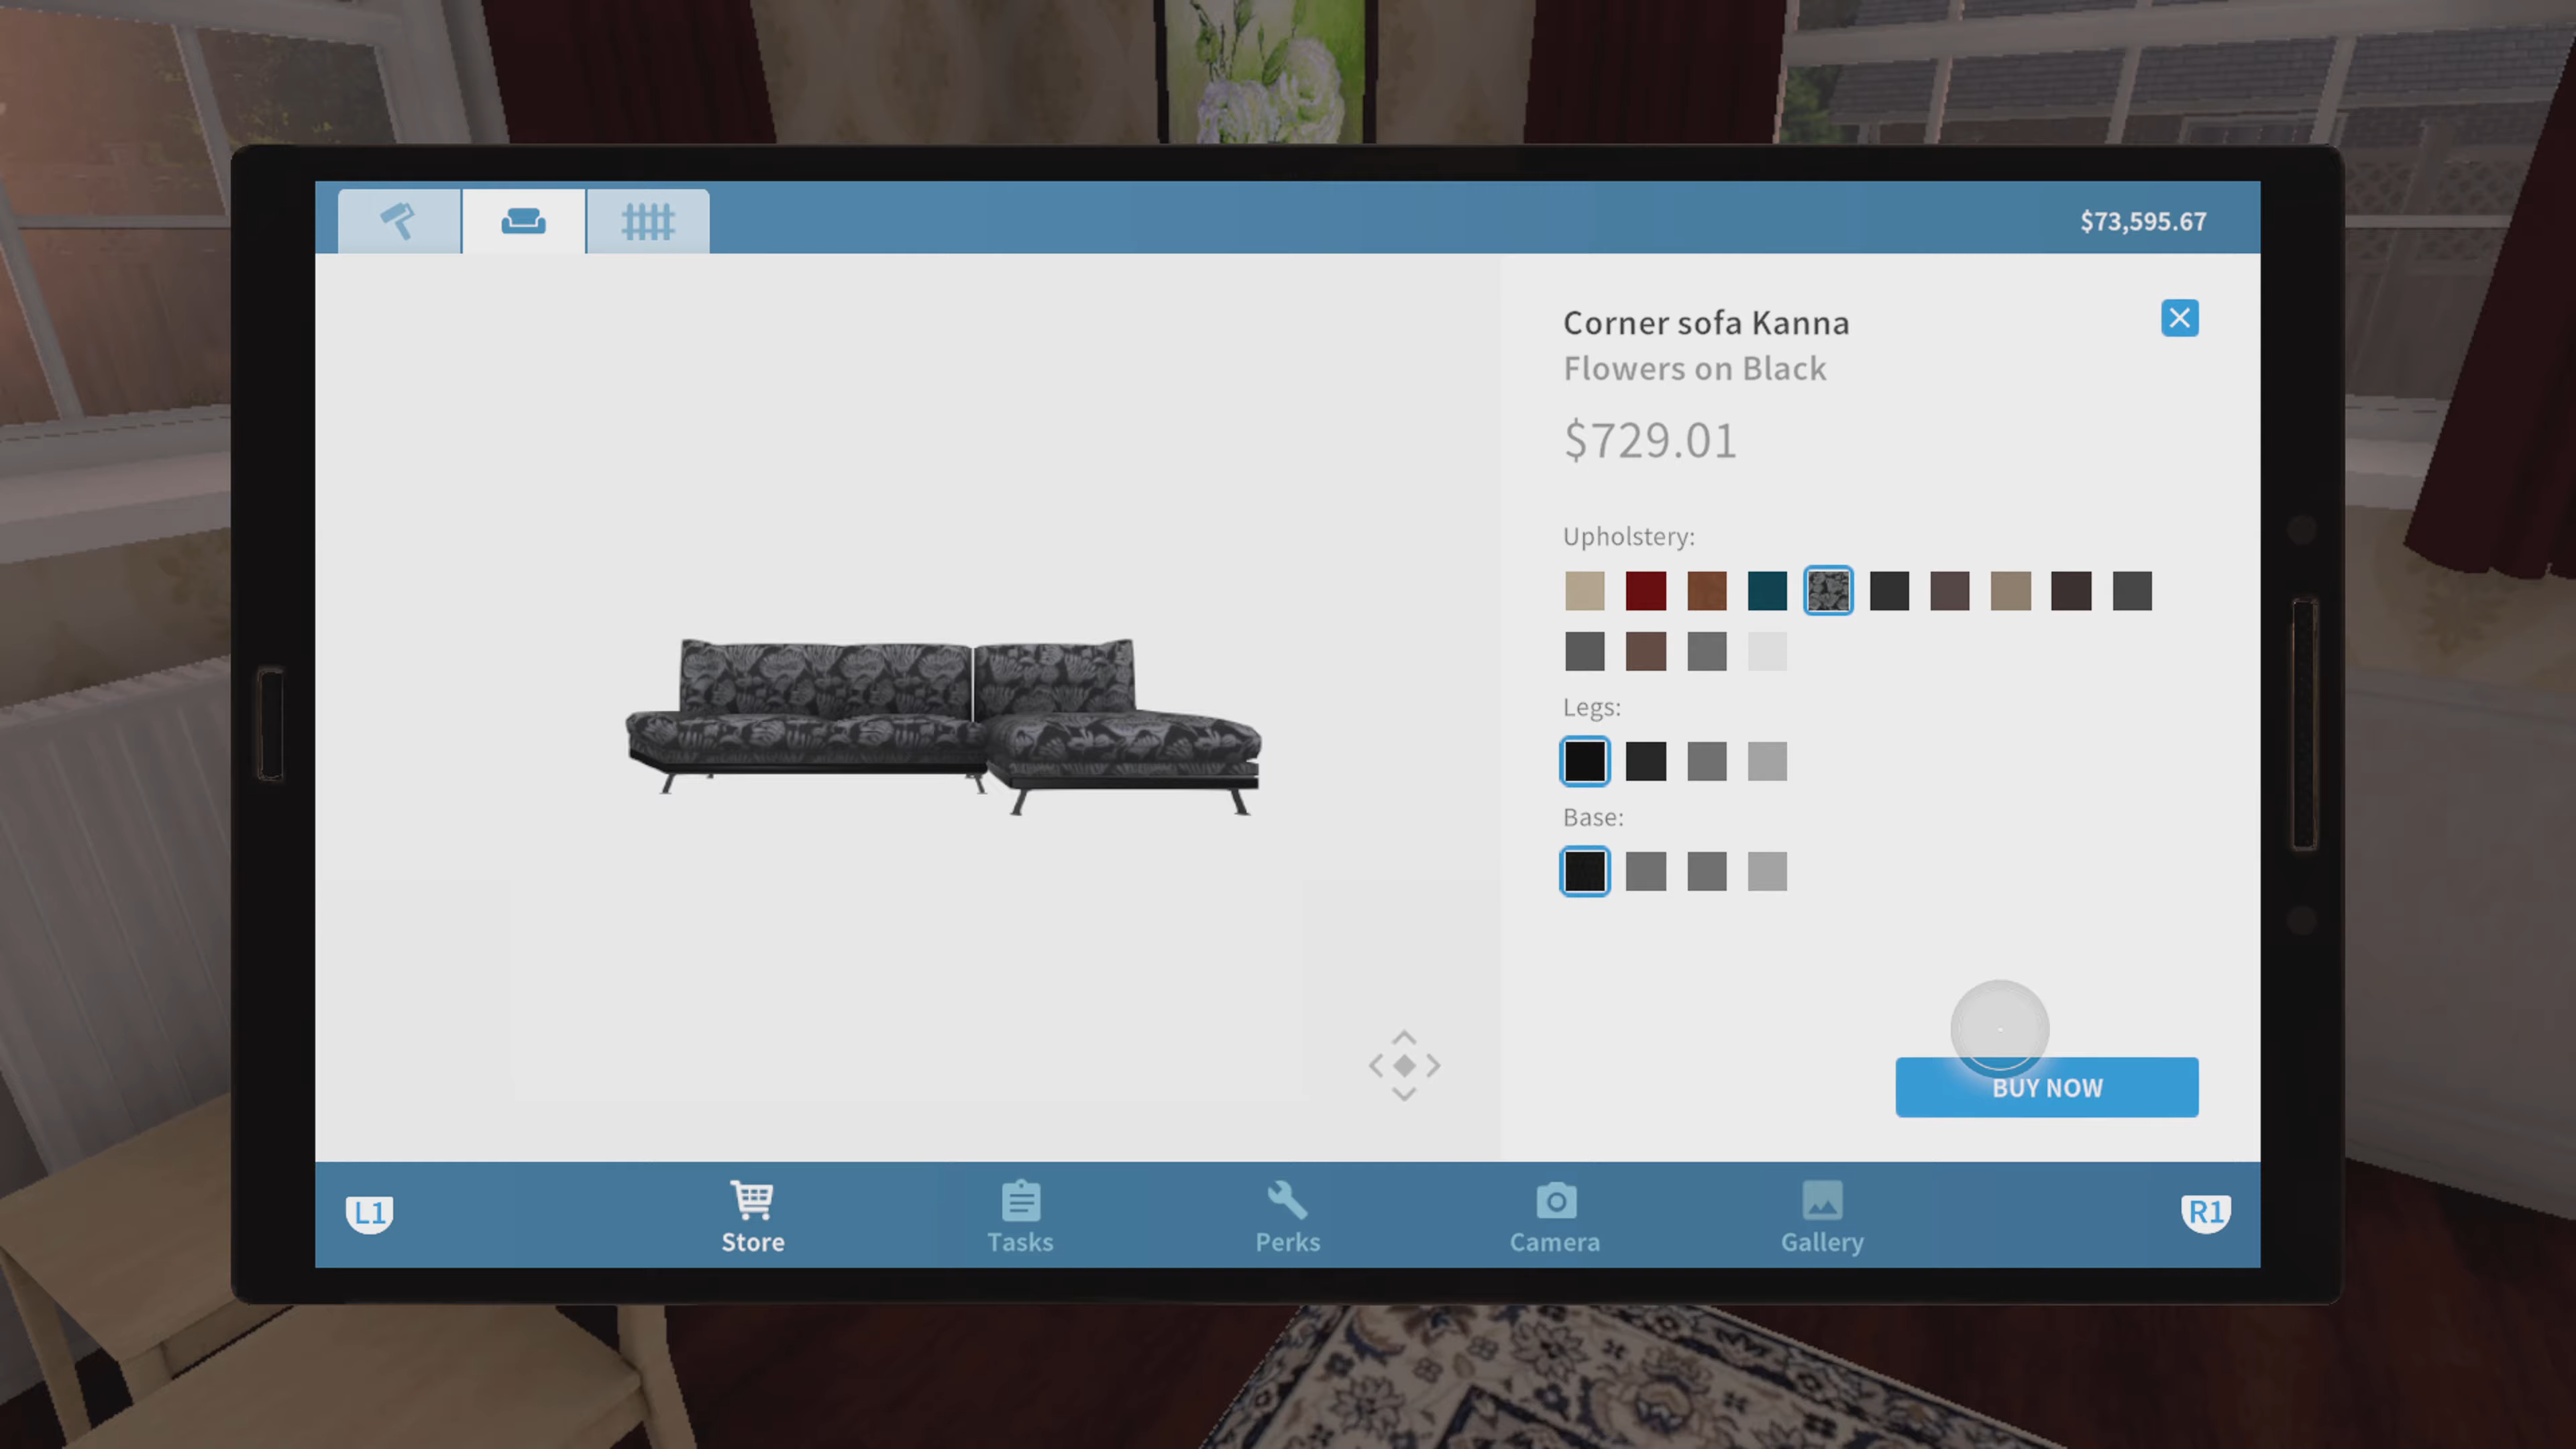 $73,595.67
Corner sofa Kanna
Flowers on Black
$729.01
Upholstery:
Legs:
Base:
BUY NOW
L1
Store
Tasks
Perks
Camera
Gallery
R1